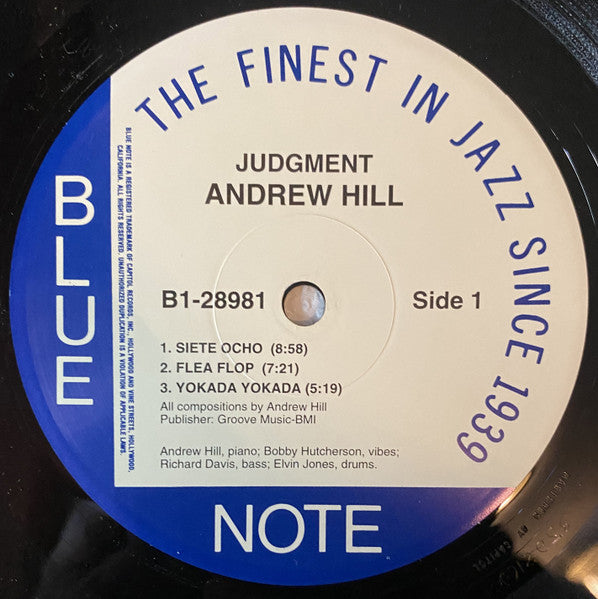 THE FINEST IN JAZZ SINCE 1939
JUDGMENT
ANDREW HILL
B1-28981
Side 1
1. SIETE OCHO (8:58)
2. FLEA FLOP (7:21)
3. YOKADA YOKADA (5:19)
All compositions by Andrew Hill
Publisher: Groove Music-BMI
Andrew Hill, piano; Bobby Hutcherson, vibes;
Richard Davis, bass; Elvin Jones, drums.
BLUE
NOTE
BLUE NOTE IS A REGISTERED TRADEMARK OF CAPITOL RECORDS, INC., HOLLYWOOD AND VINE STREETS, HOLLYWOOD,
CALIFORNIA. ALL RIGHTS RESERVED. UNAUTHORIZED DUPLICATION IS A VIOLATION OF APPLICABLE LAWS.